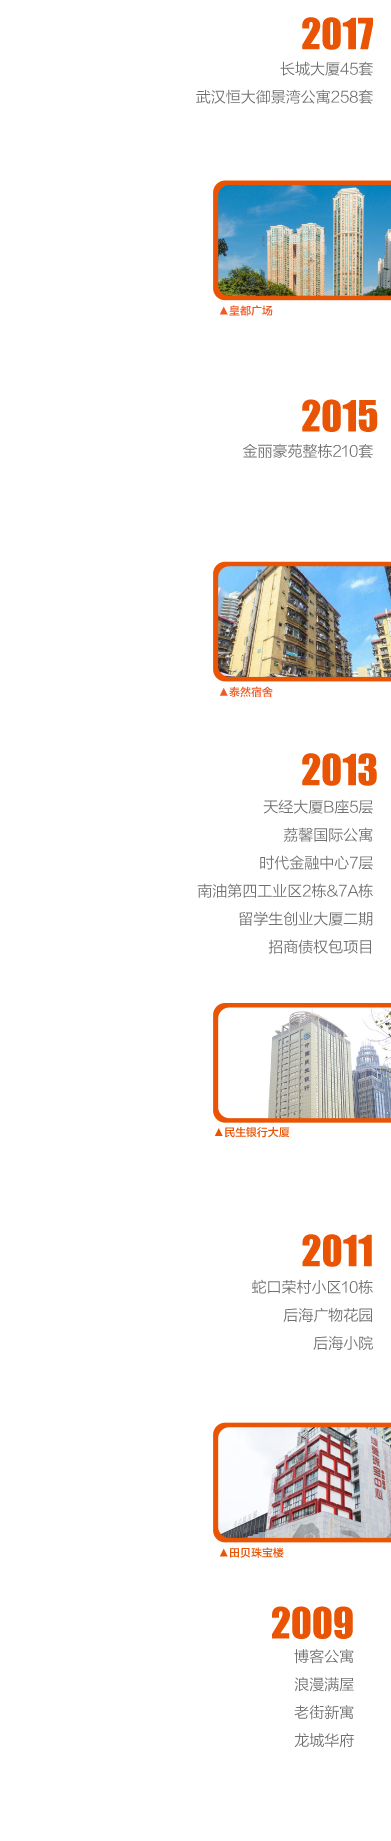 2017
长城大厦45套
武汉恒大御景湾公寓258套
▲皇都广场
2015
金丽豪苑整栋210套
▲泰然宿舍
2013
天经大厦B座5层
荔馨国际公寓
时代金融中心7层
南油第四工业区2栋&7A栋
留学生创业大厦二期
招商债权包项目
中国民生银行
▲民生银行大厦
2011
蛇口荣村小区10栋
后海广物花园
后海小院
▲田贝珠宝楼
2009
博客公寓
浪漫满屋
老街新寓
龙城华府